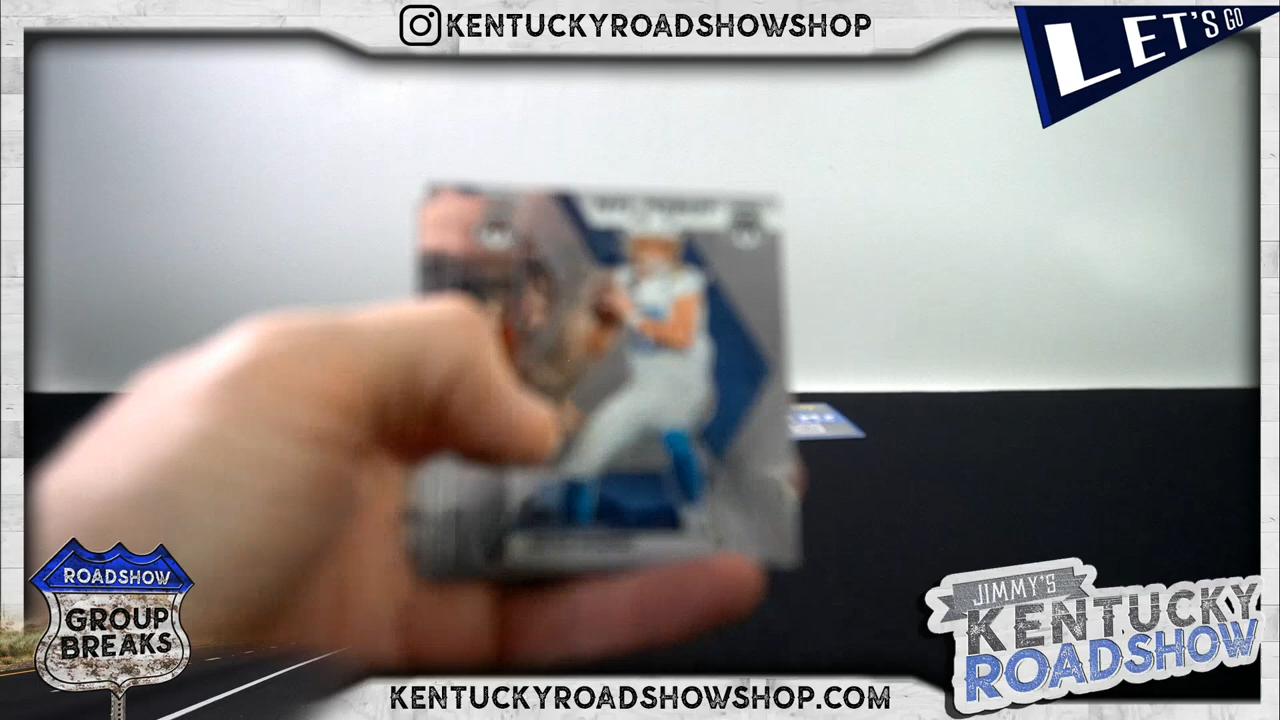 KENTUCKYROADSHOWSHOP
LET'S GO
ROADSHOW
GROUP
BREAKS
JIMMY'S
KENTUCKY
ROADSHOW
KENTUCKYROADSHOWSHOP.COM